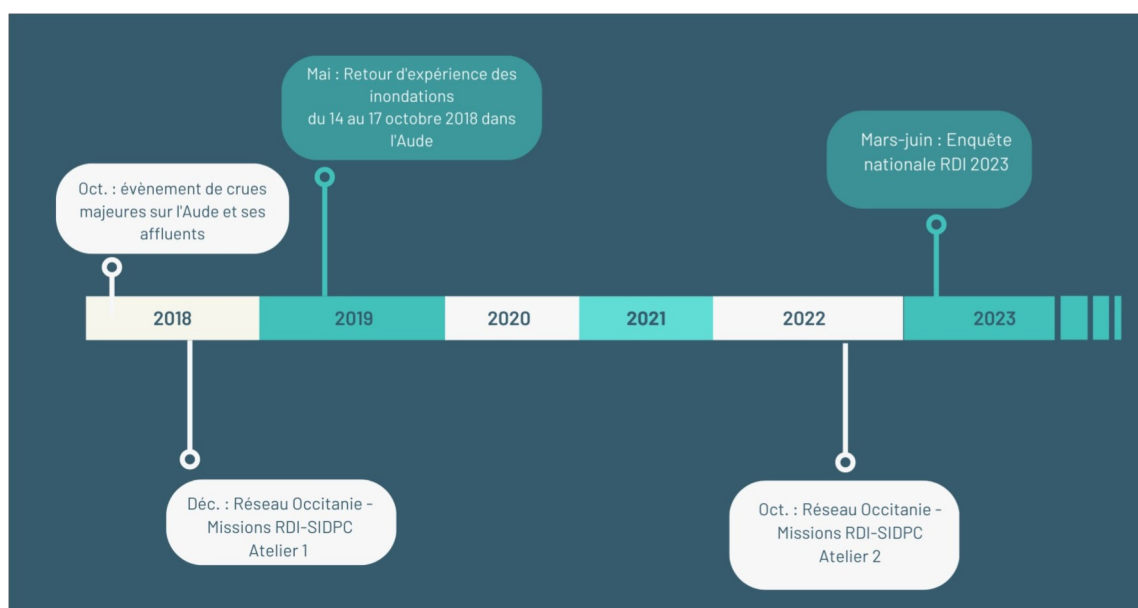 Mai : Retour d'expérience des
inondations
du 14 au 17 octobre 2018 dans
l'Aude
Mars-juin : Enquête
nationale RDI 2023
Oct. : évènement de crues
majeures sur l'Aude et ses
affluents
2018
2019
2020
2021
2022
2023
Déc. : Réseau Occitanie -
Missions RDI-SIDPC
Atelier 1
Oct. : Réseau Occitanie -
Missions RDI-SIDPC
Atelier 2